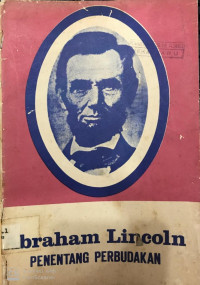 braham Lincoln
PENENTANG PERBUDAKAN